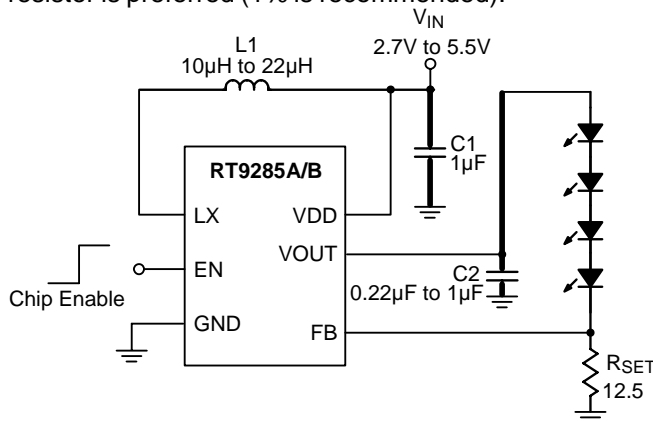 resistor is preferred (1% is recommended).
VIN
2.7V to 5.5V
L1
10µH to 22µH
C1
1µF
RT9285A/B
LX
VDD
VOUT
EN
Chip Enable
C2
0.22µF to 1µF
GND
FB
RSET
12.5